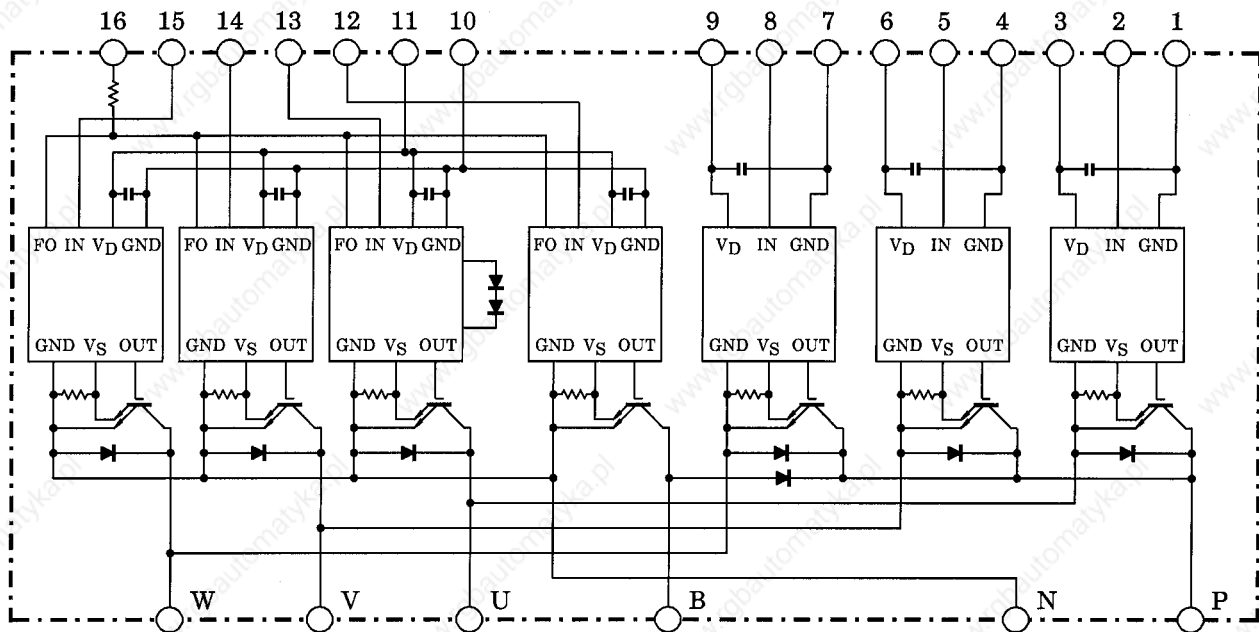 16 15 14 13 12 11 10 9 8 7 6 5 4 3 2 1
FO IN VD GND FO IN VD GND FO IN VD GND FO IN VD GND VD IN GND VD IN GND VD IN GND
GND VS OUT GND VS OUT GND VS OUT GND VS OUT GND VS OUT GND VS OUT GND VS OUT
W V U B N P
www.rgbautomatyka.pl